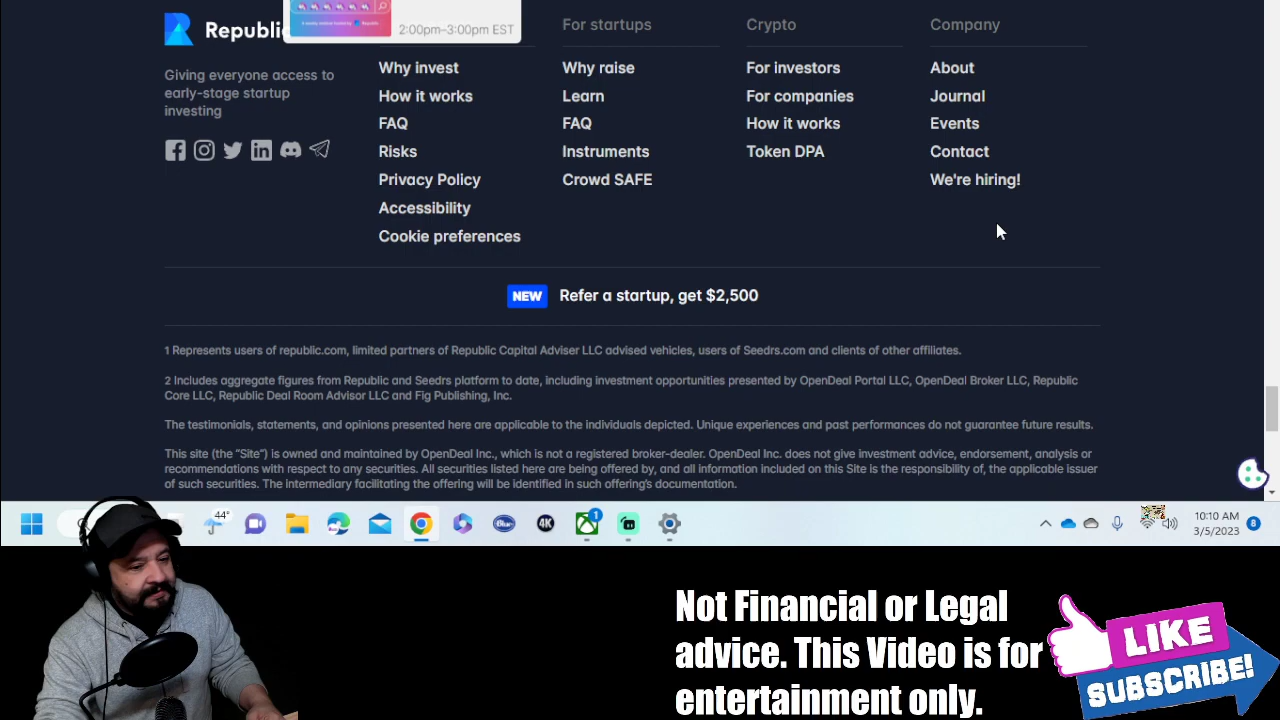 Republic
Giving everyone access to
early-stage startup
investing
2:00pm–3:00pm EST
Why invest
How it works
FAQ
Risks
Privacy Policy
Accessibility
Cookie preferences
For startups
Why raise
Learn
FAQ
Instruments
Crowd SAFE
Crypto
For investors
For companies
How it works
Token DPA
Company
About
Journal
Events
Contact
We're hiring!
NEW Refer a startup, get $2,500
1 Represents users of republic.com, limited partners of Republic Capital Adviser LLC advised vehicles, users of Seedrs.com and clients of other affiliates.
2 Includes aggregate figures from Republic and Seedrs platform to date, including investment opportunities presented by OpenDeal Portal LLC, OpenDeal Broker LLC, Republic
Core LLC, Republic Deal Room Advisor LLC and Fig Publishing, Inc.
The testimonials, statements, and opinions presented here are applicable to the individuals depicted. Unique experiences and past performances do not guarantee future results.
This site (the “Site”) is owned and maintained by OpenDeal Inc., which is not a registered broker-dealer. OpenDeal Inc. does not give investment advice, endorsement, analysis or
recommendations with respect to any securities. All securities listed here are being offered by, and all information included on this Site is the responsibility of, the applicable issuer
of such securities. The intermediary facilitating the offering will be identified in such offering's documentation.
44°
Blue
4K
1
10:10 AM
3/5/2023
8
Not Financial or Legal
advice. This Video is for
entertainment only.
LIKE
SUBSCRIBE!